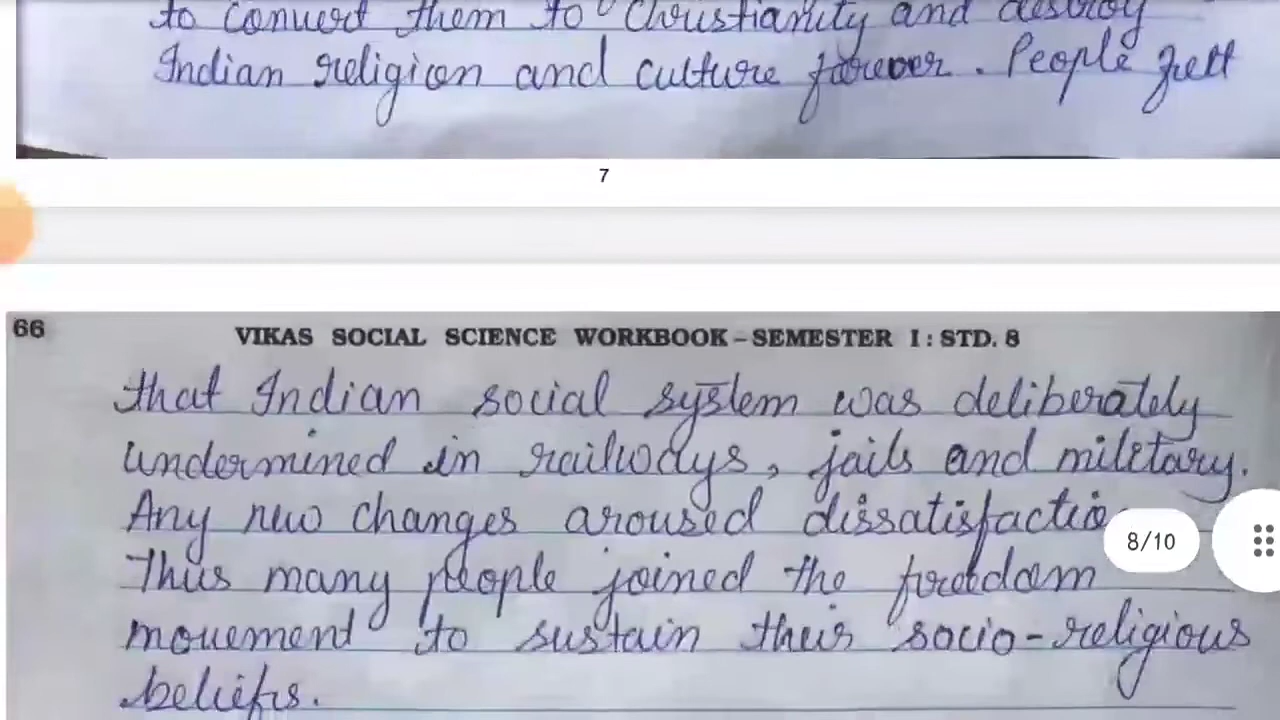 to convert them to Christianity and destroy
Indian religion and culture forever. People felt
7
66
VIKAS SOCIAL SCIENCE WORKBOOK – SEMESTER I : STD. 8
that Indian social system was deliberately
undermined in railways, jails and military.
Any new changes aroused dissatisfactio
8/10
Thus many people joined the freedom
movement to sustain their socio-religious
beliefs.